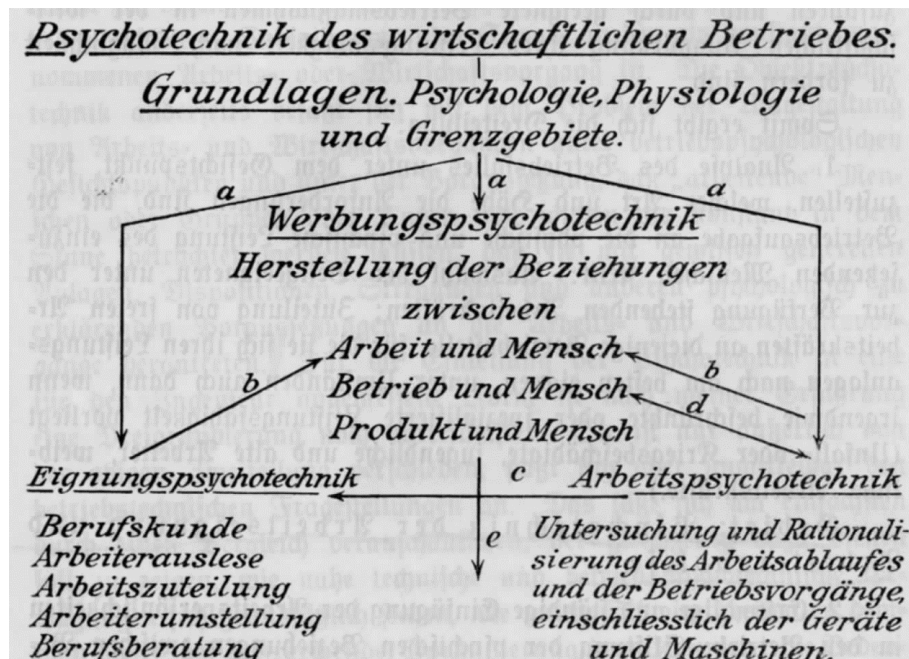 Psychotechnik des wirtschaftlichen Betriebes.
Grundlagen. Psychologie, Physiologie
und Grenzgebiete.
a
a
a
Werbungspsychotechnik
Herstellung der Beziehungen
zwischen
Arbeit und Mensch
b
b
Betrieb und Mensch
d
Produkt und Mensch
Eignungspsychotechnik
c
Arbeitspsychotechnik
Berufskunde
Arbeiterauslese
Arbeitszuteilung
Arbeiterumstellung
Berufsberatung
e
Untersuchung und Rationali-
sierung des Arbeitsablaufes
und der Betriebsvorgänge,
einschliesslich der Geräte
und Maschinen.